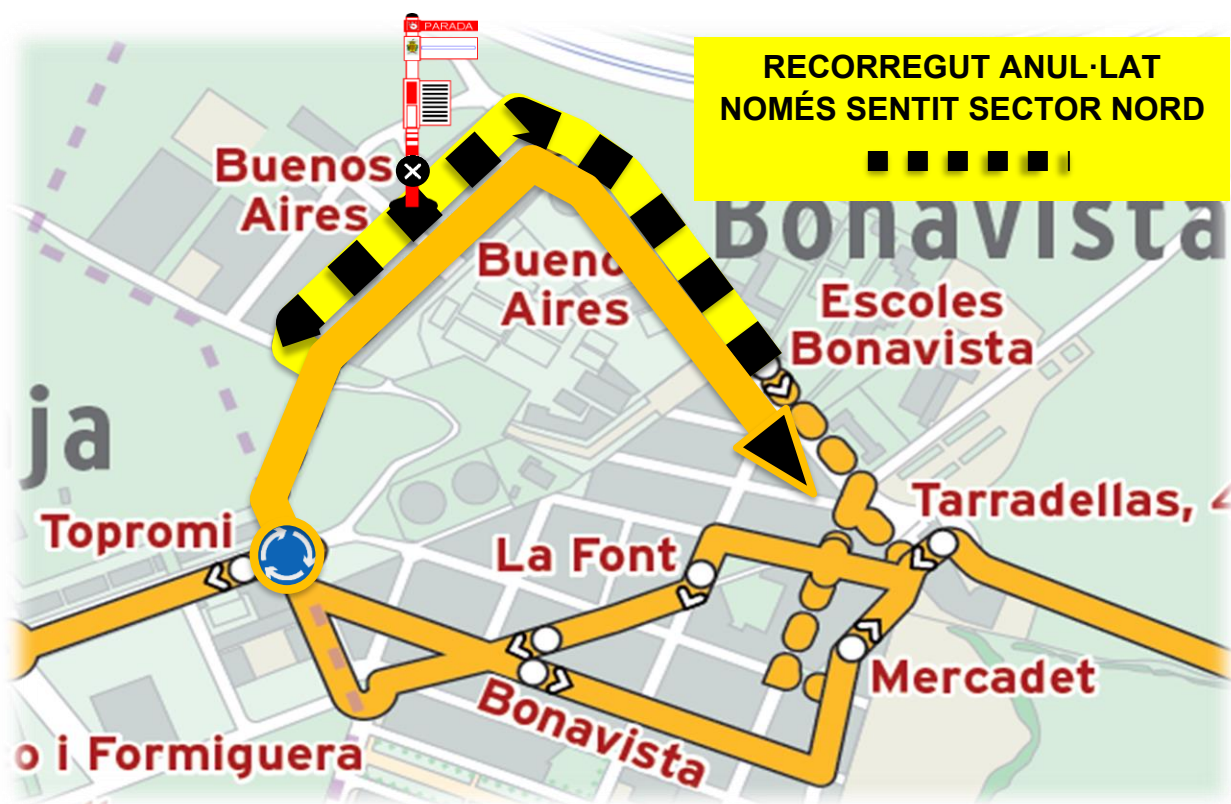 PARADA
RECORREGUT ANUL·LAT
NOMÉS SENTIT SECTOR NORD
Buenos
Aires
Bonavista
Bueno
Aires
Escoles
Bonavista
ja
Topromi
La Font
Tarradellas, 4
Mercadet
Bonavista
o i Formiguera